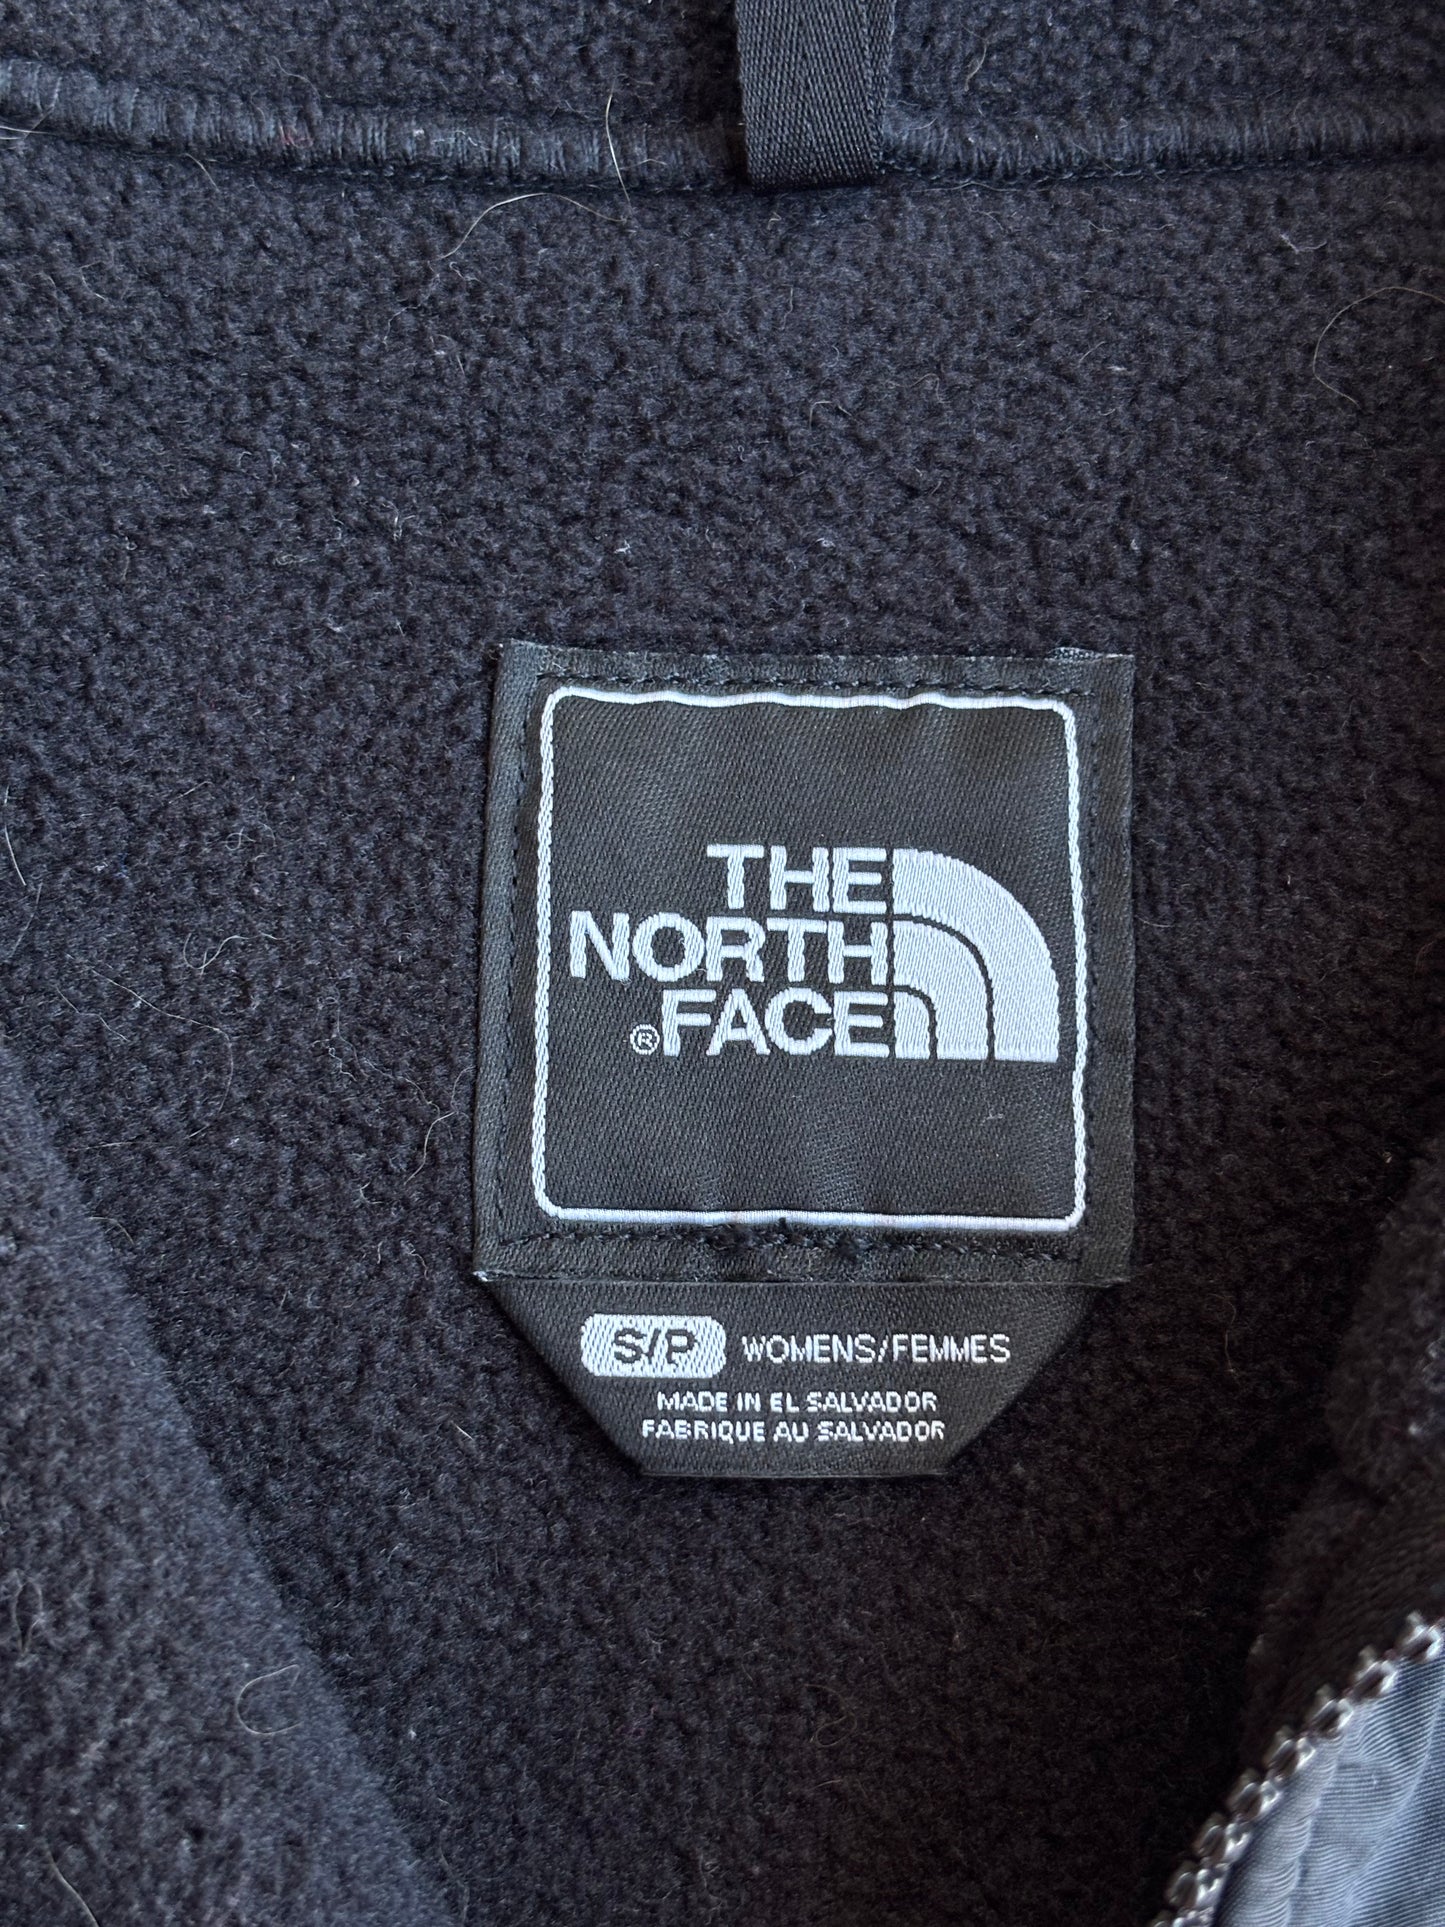 THE
NORTH
®FACE
S/P WOMENS/FEMMES
MADE IN EL SALVADOR
FABRIQUE AU SALVADOR